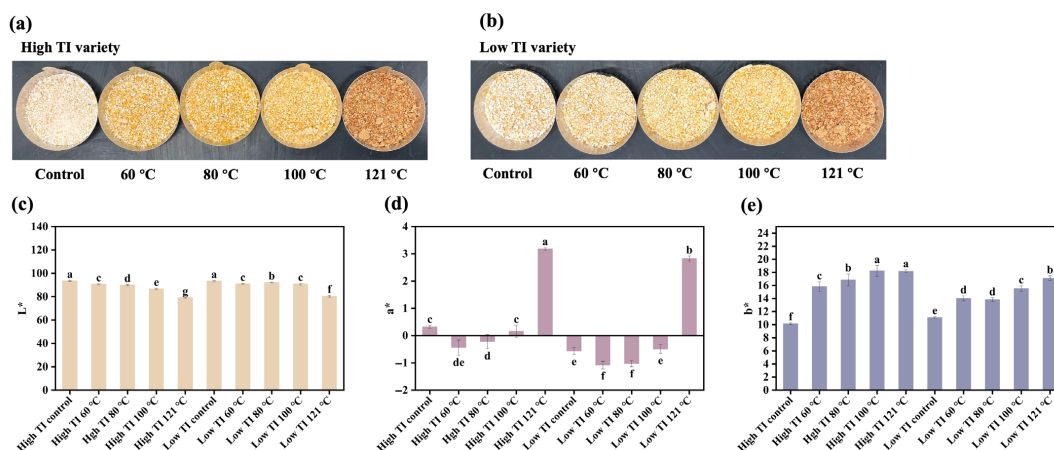 (a)
High TI variety
Control 60 °C 80 °C 100 °C 121 °C
(b)
Low TI variety
Control 60 °C 80 °C 100 °C 121 °C
(c)
L*
140
120
100
80
60
40
20
0
a c d e g a c b c f
High TI control
High TI 60 °C
Hgh TI 80 °C
High TI 100 °C
High TI 121 °C
Low TI control
Low TI 60 °C
Low TI 80 °C
Low TI 100 °C
Low TI 121 °C
(d)
a*
4
3
2
1
0
−1
−2
c de d c a e f f e b
High TI control
High TI 60 °C
Hgh TI 80 °C
High TI 100 °C
High TI 121 °C
Low TI control
Low TI 60 °C
Low TI 80 °C
Low TI 100 °C
Low TI 121 °C
(e)
b*
24
22
20
18
16
14
12
10
8
6
4
2
0
f c b a a e d d c b
High TI control
High TI 60 °C
Hgh TI 80 °C
High TI 100 °C
High TI 121 °C
Low TI control
Low TI 60 °C
Low TI 80 °C
Low TI 100 °C
Low TI 121 °C